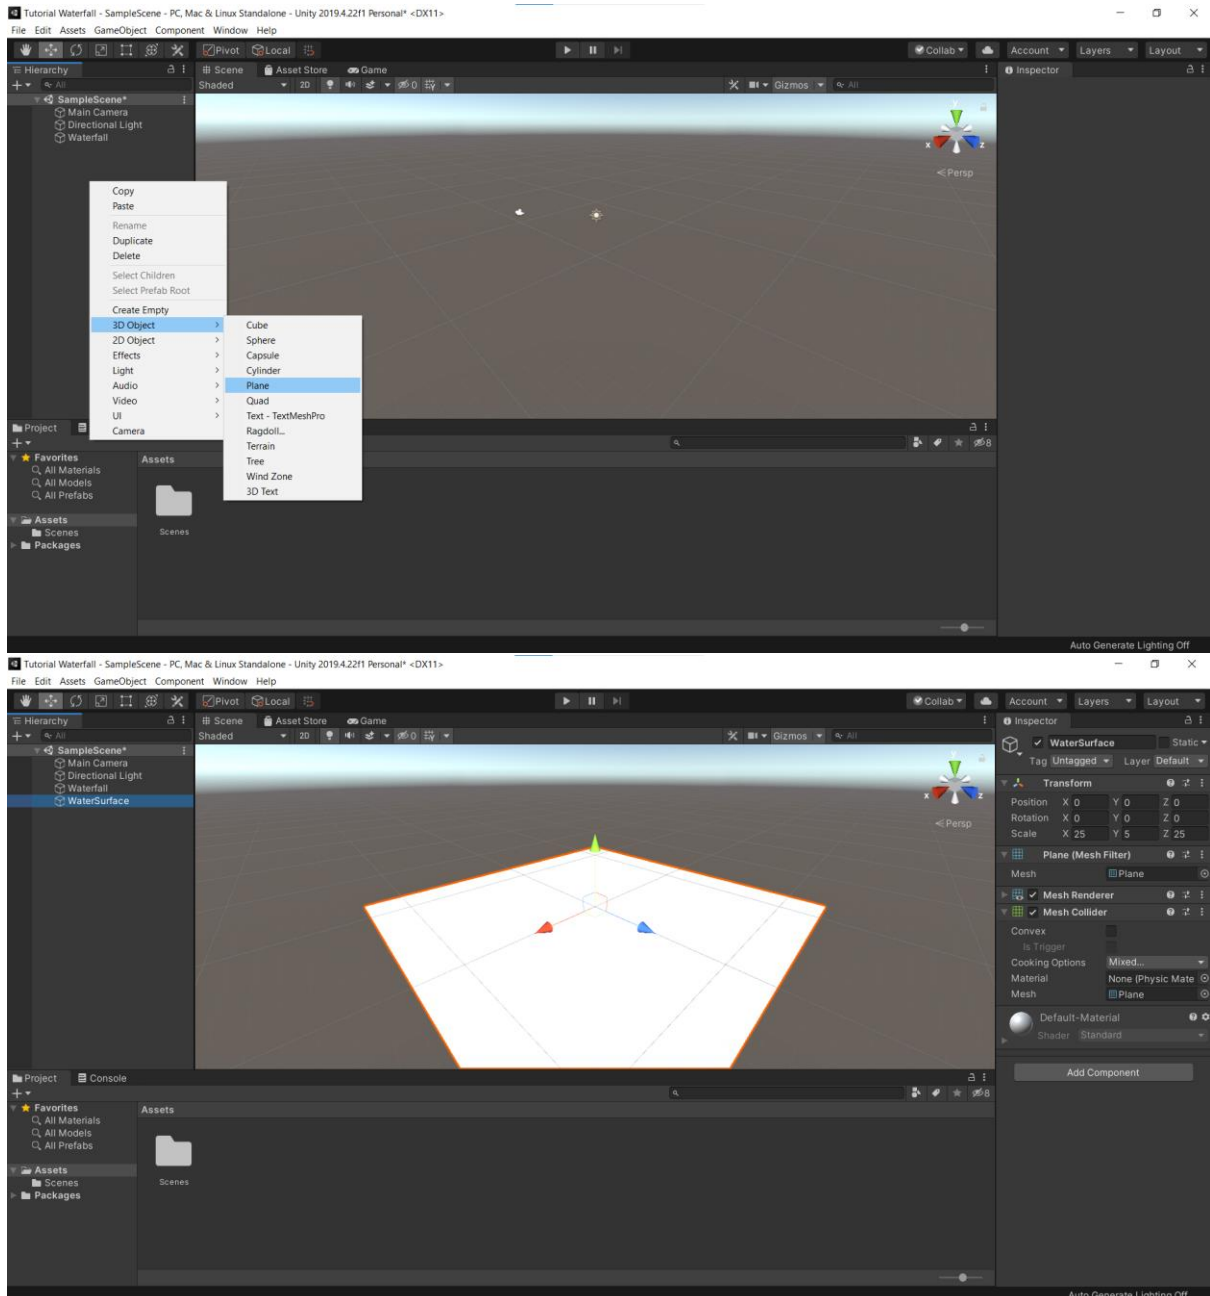 Tutorial Waterfall - SampleScene - PC, Mac & Linux Standalone - Unity 2019.4.22f1 Personal* <DX11>
File Edit Assets GameObject Component Window Help
Pivot Local Collab Account Layers Layout
Hierarchy Scene Asset Store Game Inspector
All Shaded 2D 0 Gizmos All
SampleScene*
Main Camera
Directional Light
Waterfall
y
x z
Persp
Copy
Paste
Rename
Duplicate
Delete
Select Children
Select Prefab Root
Create Empty
3D Object
2D Object
Effects
Light
Audio
Video
UI
Camera
Cube
Sphere
Capsule
Cylinder
Plane
Quad
Text - TextMeshPro
Ragdoll...
Terrain
Tree
Wind Zone
3D Text
Project
8
Favorites
All Materials
All Models
All Prefabs
Assets
Scenes
Packages
Assets
Scenes
Auto Generate Lighting Off
Tutorial Waterfall - SampleScene - PC, Mac & Linux Standalone - Unity 2019.4.22f1 Personal* <DX11>
File Edit Assets GameObject Component Window Help
Pivot Local Collab Account Layers Layout
Hierarchy Scene Asset Store Game Inspector
All Shaded 2D 0 Gizmos All
SampleScene*
Main Camera
Directional Light
Waterfall
WaterSurface
y
x z
Persp
WaterSurface Static
Tag Untagged Layer Default
Transform
Position X 0 Y 0 Z 0
Rotation X 0 Y 0 Z 0
Scale X 25 Y 5 Z 25
Plane (Mesh Filter)
Mesh Plane
Mesh Renderer
Mesh Collider
Convex
Is Trigger
Cooking Options Mixed...
Material None (Physic Mate
Mesh Plane
Default-Material
Shader Standard
Add Component
Project Console
8
Favorites
All Materials
All Models
All Prefabs
Assets
Scenes
Packages
Assets
Scenes
Auto Generate Lighting Off